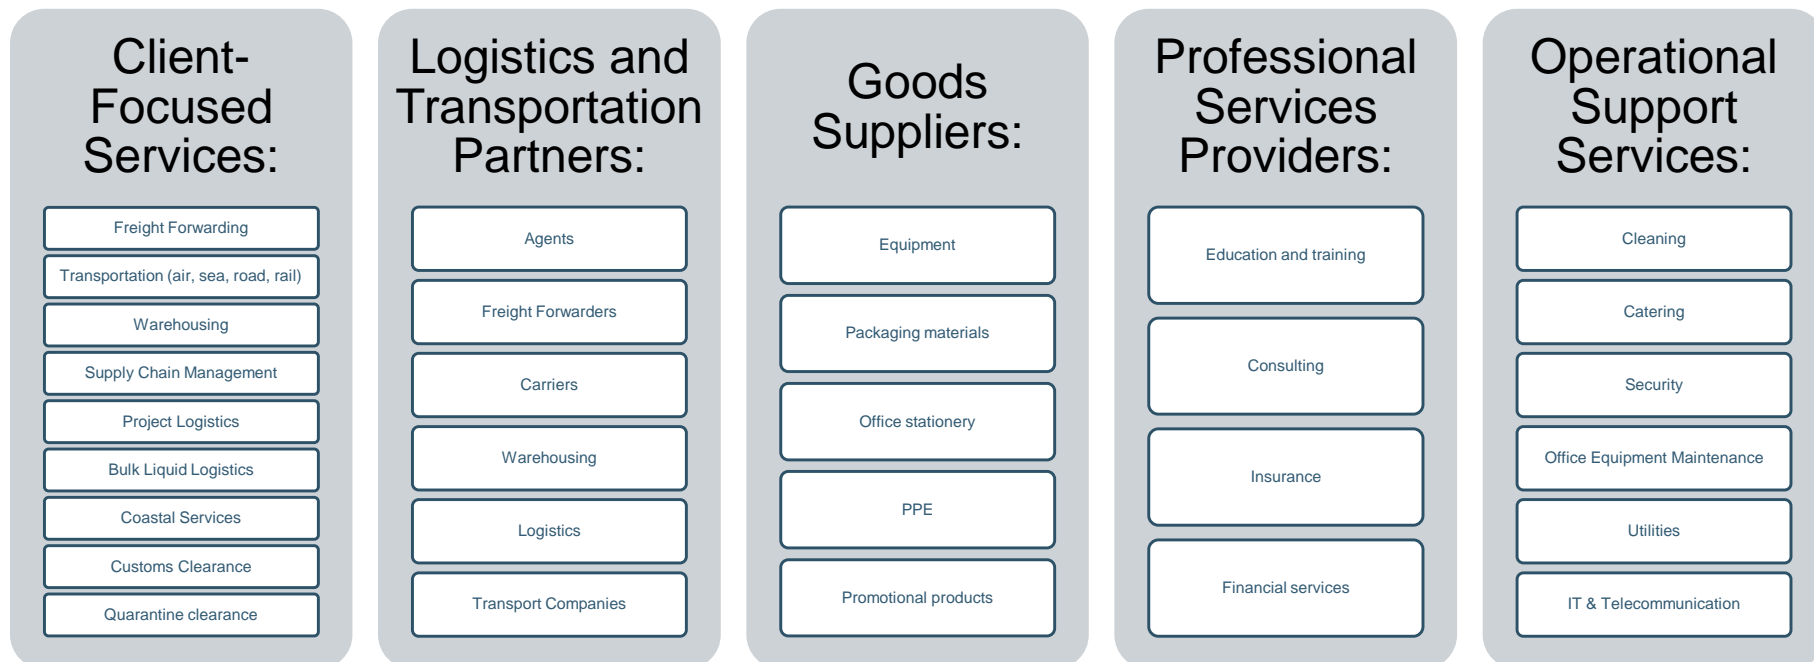 Client-
Focused
Services:
Freight Forwarding
Transportation (air, sea, road, rail)
Warehousing
Supply Chain Management
Project Logistics
Bulk Liquid Logistics
Coastal Services
Customs Clearance
Quarantine clearance
Logistics and
Transportation
Partners:
Agents
Freight Forwarders
Carriers
Warehousing
Logistics
Transport Companies
Goods
Suppliers:
Equipment
Packaging materials
Office stationery
PPE
Promotional products
Professional
Services
Providers:
Education and training
Consulting
Insurance
Financial services
Operational
Support
Services:
Cleaning
Catering
Security
Office Equipment Maintenance
Utilities
IT & Telecommunication